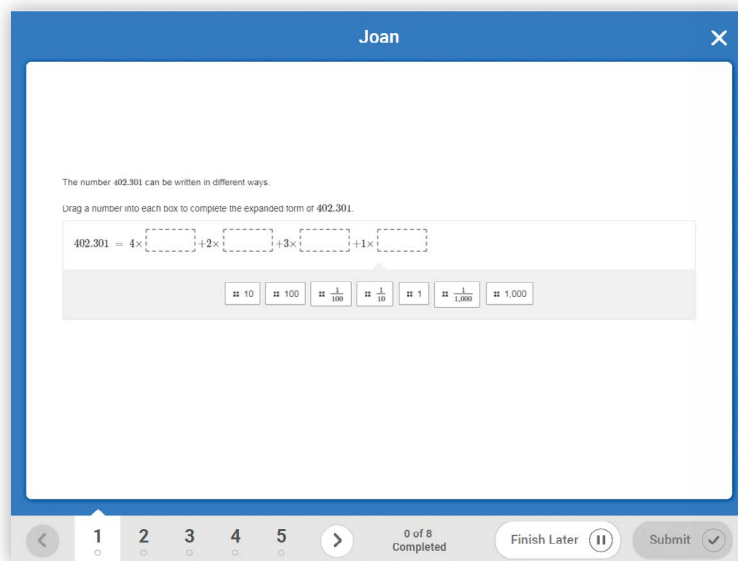 Joan
The number 402.301 can be written in different ways.
Drag a number into each box to complete the expanded form of 402.301.
402.301 = 4× +2× +3× +1×
10 100 1/100 1/10 1 1/1,000 1,000
1 2 3 4 5 0 of 8 Completed Finish Later Submit